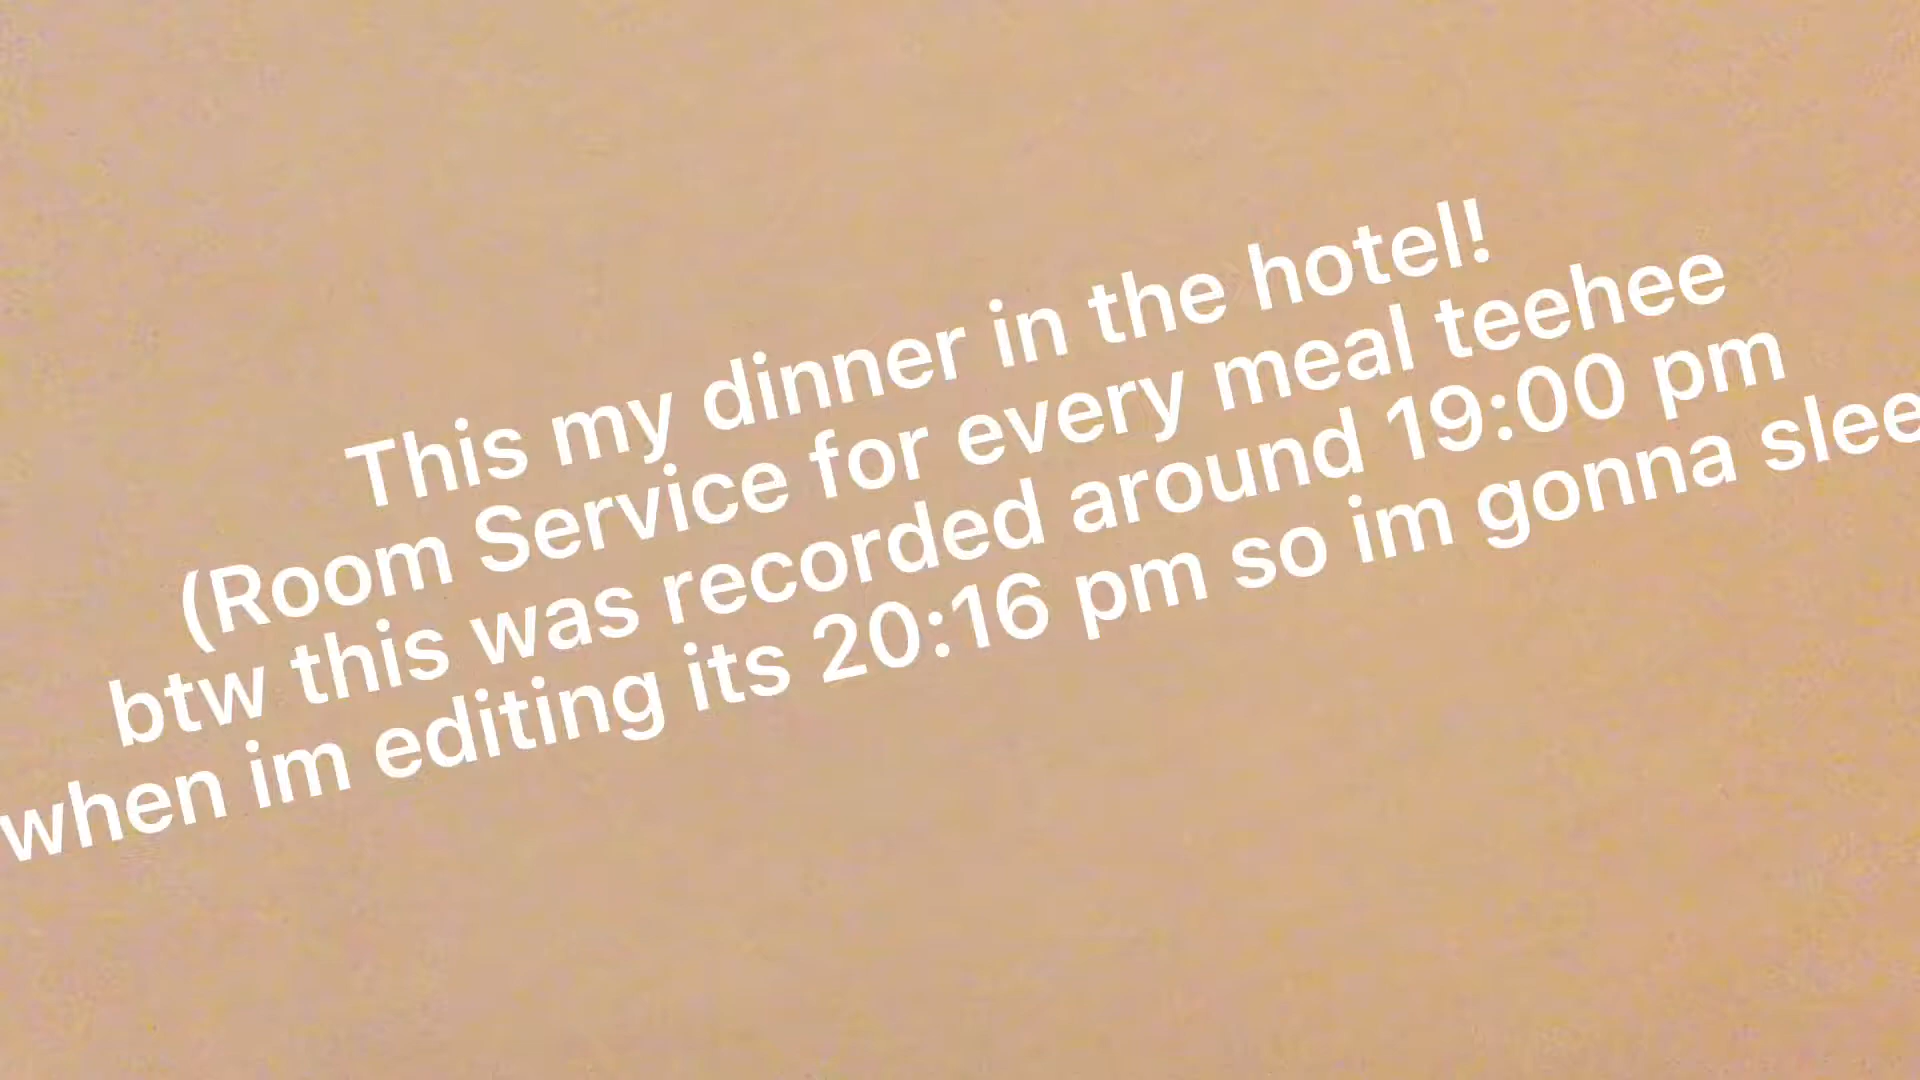 This my dinner in the hotel!
(Room Service for every meal teehee
btw this was recorded around 19:00 pm
when im editing its 20:16 pm so im gonna slee